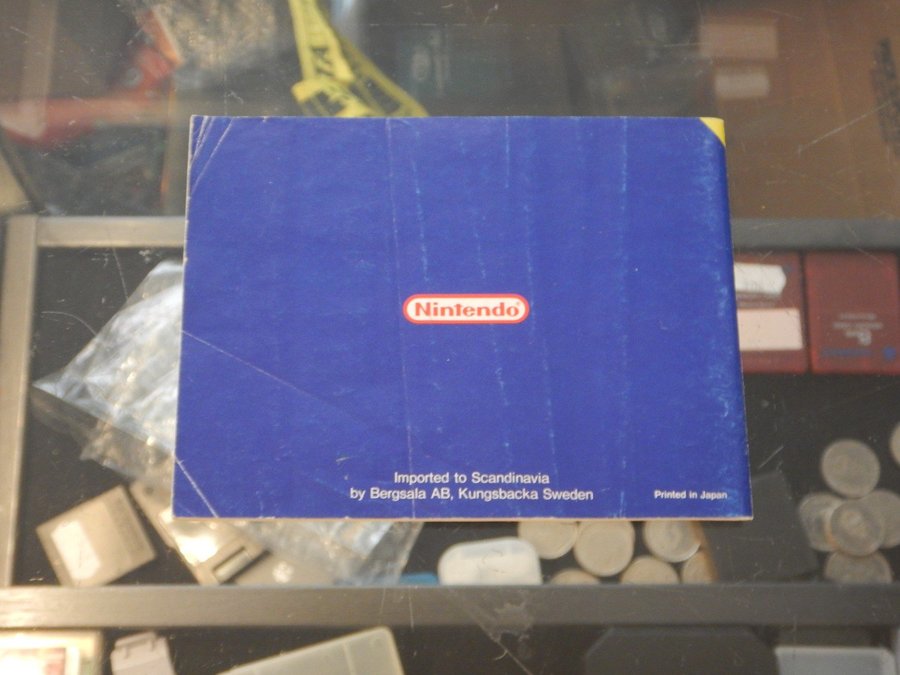 Nintendo®
Imported to Scandinavia
by Bergsala AB, Kungsbacka Sweden
Printed in Japan